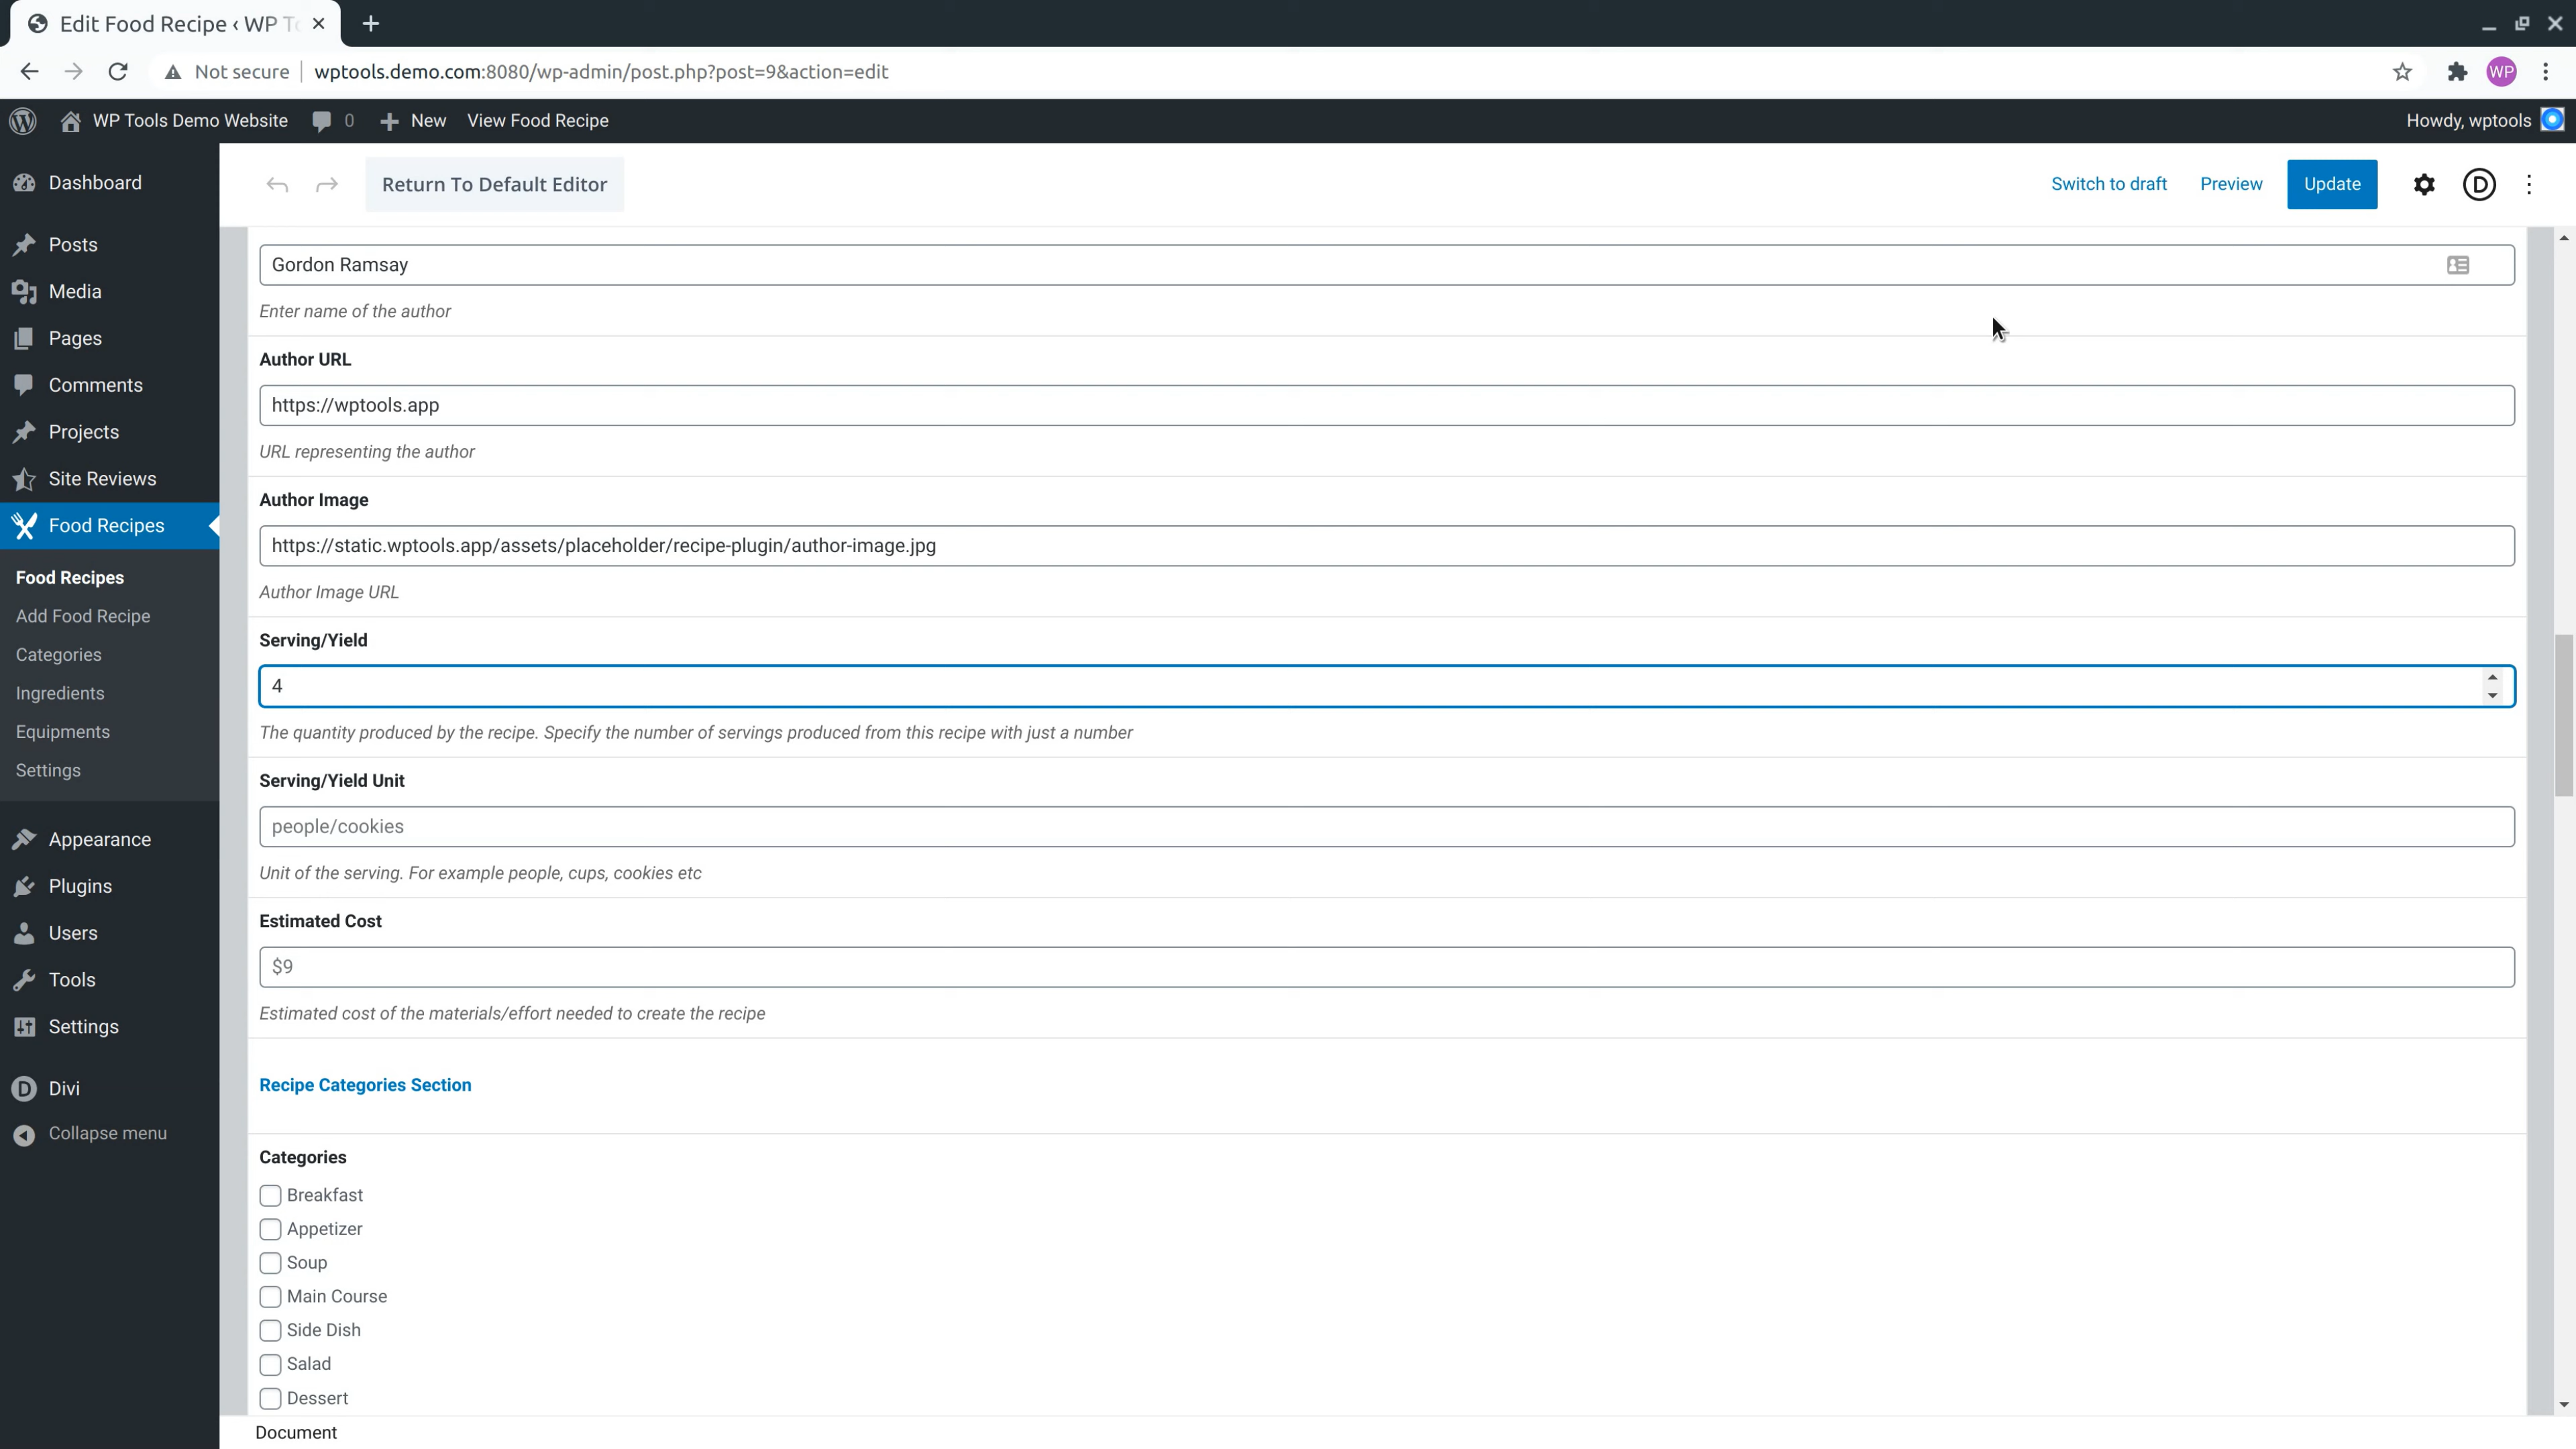 Edit Food Recipe ‹ WP To
Not secure
wptools.demo.com:8080/wp-admin/post.php?post=9&action=edit
WP
WP Tools Demo Website
0
New
View Food Recipe
Howdy, wptools
Return To Default Editor
Switch to draft
Preview
Update
D
Dashboard
Posts
Media
Pages
Comments
Projects
Site Reviews
Food Recipes
Food Recipes
Add Food Recipe
Categories
Ingredients
Equipments
Settings
Appearance
Plugins
Users
Tools
Settings
Divi
Collapse menu
Gordon Ramsay
Enter name of the author
Author URL
https://wptools.app
URL representing the author
Author Image
https://static.wptools.app/assets/placeholder/recipe-plugin/author-image.jpg
Author Image URL
Serving/Yield
4
The quantity produced by the recipe. Specify the number of servings produced from this recipe with just a number
Serving/Yield Unit
people/cookies
Unit of the serving. For example people, cups, cookies etc
Estimated Cost
$9
Estimated cost of the materials/effort needed to create the recipe
Recipe Categories Section
Categories
Breakfast
Appetizer
Soup
Main Course
Side Dish
Salad
Dessert
Document